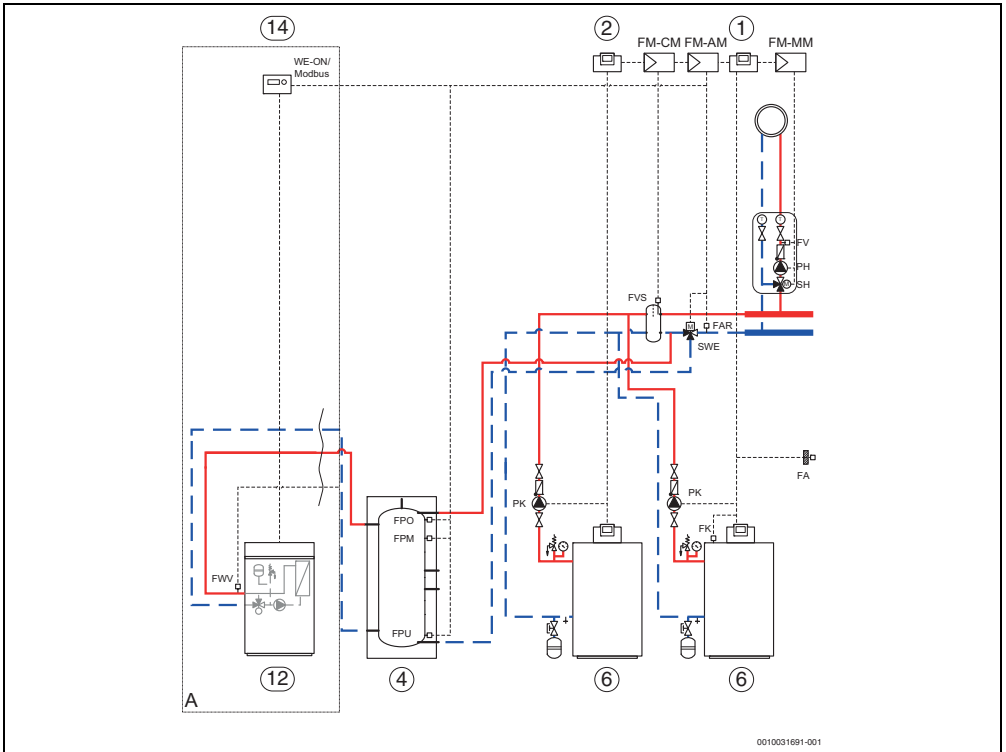 14
2
1
FM-CM
FM-AM
FM-MM
WE-ON/
Modbus
T
T
FV
PH
M
SH
FVS
M
FAR
SWE
FA
PK
PK
FPO
FPM
FK
FWV
FPU
12
4
6
6
A
0010031691-001